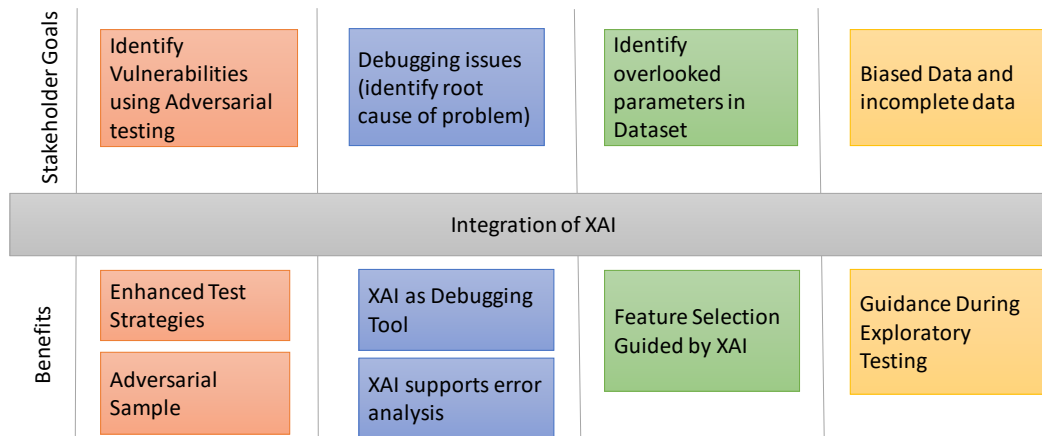 Stakeholder Goals
Identify
Vulnerabilities
using Adversarial
testing
Debugging issues
(identify root
cause of problem)
Identify
overlooked
parameters in
Dataset
Biased Data and
incomplete data
Integration of XAI
Benefits
Enhanced Test
Strategies
Adversarial
Sample
XAI as Debugging
Tool
XAI supports error
analysis
Feature Selection
Guided by XAI
Guidance During
Exploratory
Testing